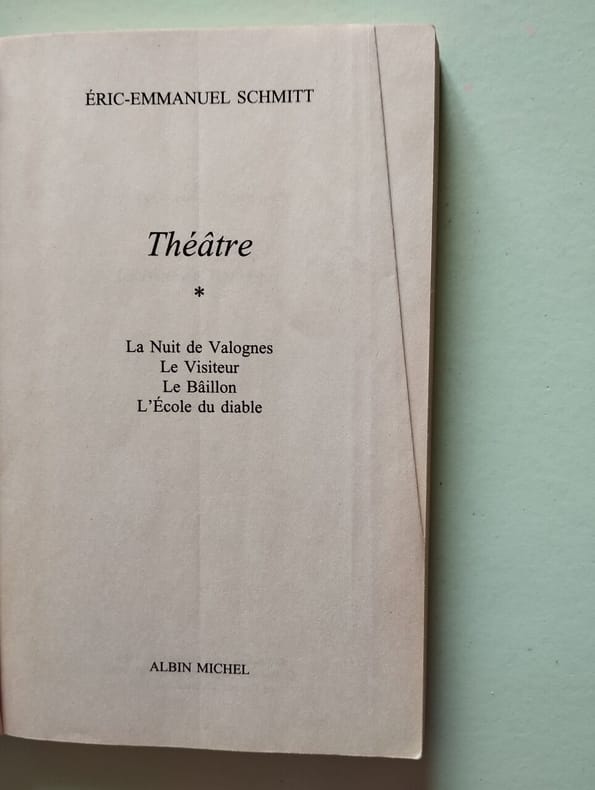 ÉRIC-EMMANUEL SCHMITT
Théâtre
*
La Nuit de Valognes
Le Visiteur
Le Bâillon
L'École du diable
ALBIN MICHEL